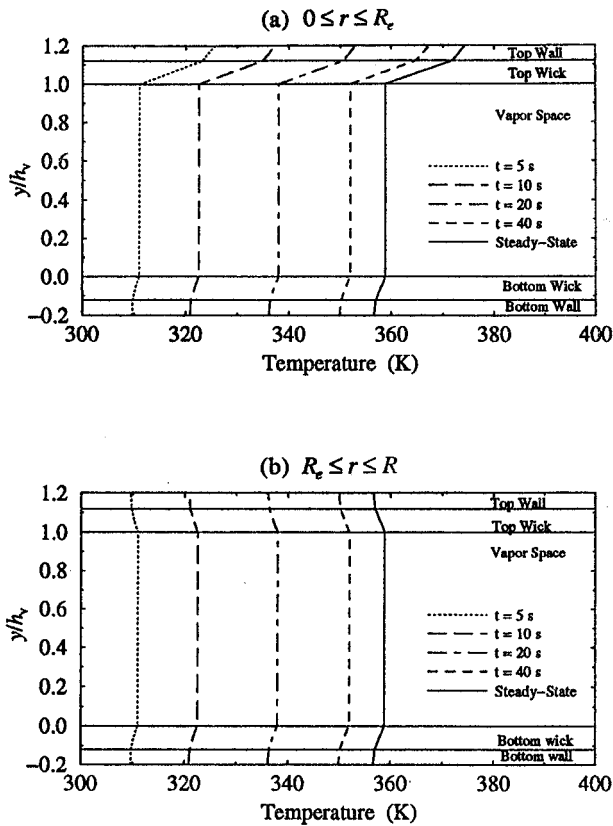 (a) 0 ≤ r ≤ Rₑ
1.2
1.0
0.8
0.6
0.4
0.2
0.0
−0.2
y/hᵥ
Top Wall
Top Wick
Vapor Space
t = 5 s
t = 10 s
t = 20 s
t = 40 s
Steady–State
Bottom Wick
Bottom Wall
300 320 340 360 380 400
Temperature (K)
(b) Rₑ ≤ r ≤ R
1.2
1.0
0.8
0.6
0.4
0.2
0.0
−0.2
y/hᵥ
Top Wall
Top Wick
Vapor Space
t = 5 s
t = 10 s
t = 20 s
t = 40 s
Steady–State
Bottom wick
Bottom wall
300 320 340 360 380 400
Temperature (K)